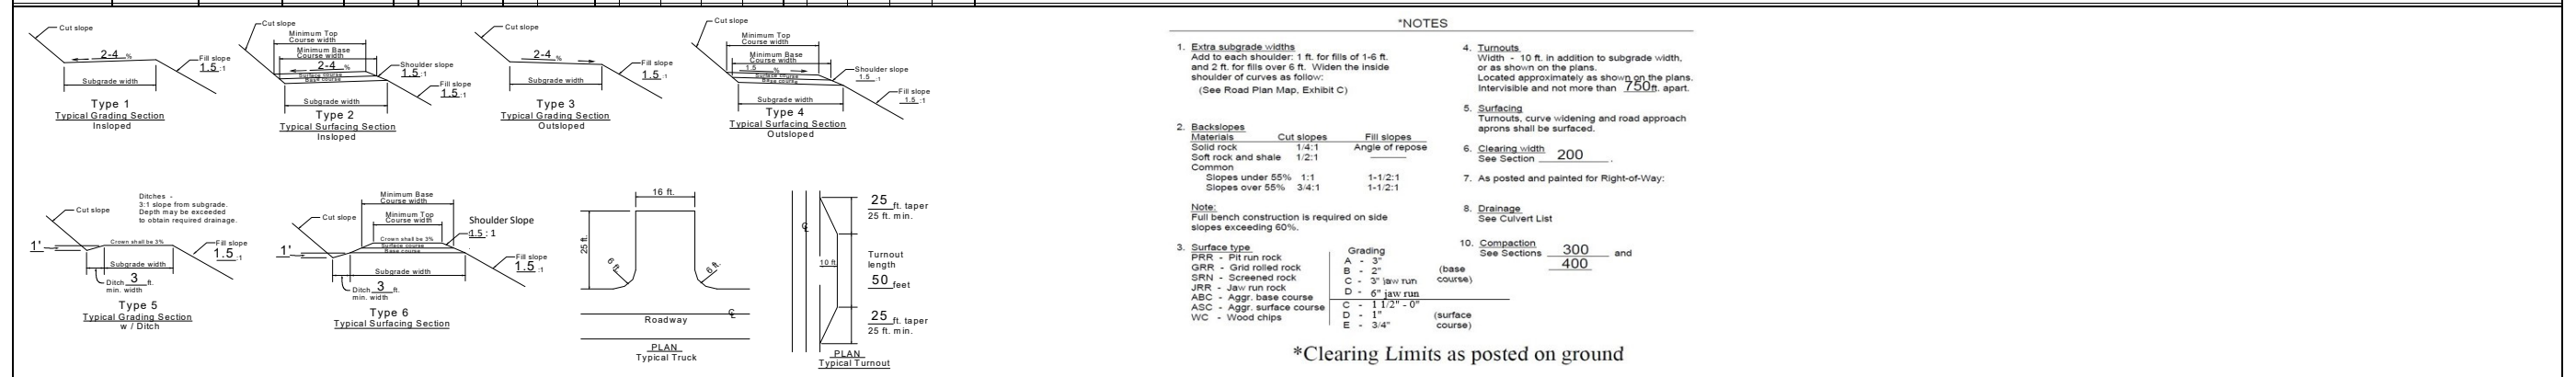 Cut slope
2-4 %
Fill slope
1.5 :1
Subgrade width
Type 1
Typical Grading Section
Insloped
Cut slope
Minimum Top
Course width
Minimum Base
Course width
2-4 %
Surface course
Base course
Shoulder slope
1.5 :1
Fill slope
1.5 :1
Subgrade width
Type 2
Typical Surfacing Section
Insloped
Cut slope
2-4 %
Fill slope
1.5 :1
Subgrade width
Type 3
Typical Grading Section
Outsloped
Cut slope
Minimum Top
Course width
Minimum Base
Course width
1.5 %
Surface course
Base course
Shoulder slope
1.5 :1
Fill slope
1.5 :1
Subgrade width
Type 4
Typical Surfacing Section
Outsloped
Ditches -
3:1 slope from subgrade.
Depth may be exceeded
to obtain required drainage.
Cut slope
1'
Crown shall be 3%
Fill slope
1.5 :1
Subgrade width
Ditch 3 ft.
min. width
Type 5
Typical Grading Section
w / Ditch
Minimum Base
Course width
Minimum Top
Course width
Cut slope
Shoulder Slope
1.5 : 1
1'
Crown shall be 3%
Surface course
Base course
Fill slope
1.5 :1
Subgrade width
Ditch 3 ft.
min. width
Type 6
Typical Surfacing Section
16 ft.
25 ft.
6 ft.
6 ft.
Roadway
℄
PLAN
Typical Truck
℄
25 ft. taper
25 ft. min.
10 ft.
Turnout
length
50 feet
25 ft. taper
25 ft. min.
PLAN
Typical Turnout
*NOTES
1. Extra subgrade widths
Add to each shoulder: 1 ft. for fills of 1-6 ft.
and 2 ft. for fills over 6 ft. Widen the inside
shoulder of curves as follow:
(See Road Plan Map, Exhibit C)
2. Backslopes
Materials Cut slopes Fill slopes
Solid rock 1/4:1 Angle of repose
Soft rock and shale 1/2:1
Common
Slopes under 55% 1:1 1-1/2:1
Slopes over 55% 3/4:1 1-1/2:1
Note:
Full bench construction is required on side
slopes exceeding 60%.
3. Surface type
PRR - Pit run rock
GRR - Grid rolled rock
SRN - Screened rock
JRR - Jaw run rock
ABC - Aggr. base course
ASC - Aggr. surface course
WC - Wood chips
Grading
A - 3"
B - 2"
C - 3" jaw run
D - 6" jaw run
(base
course)
C - 1 1/2" - 0"
D - 1"
E - 3/4"
(surface
course)
4. Turnouts
Width - 10 ft. in addition to subgrade width,
or as shown on the plans.
Located approximately as shown on the plans.
Intervisible and not more than 750ft. apart.
5. Surfacing
Turnouts, curve widening and road approach
aprons shall be surfaced.
6. Clearing width
See Section 200 .
7. As posted and painted for Right-of-Way:
8. Drainage
See Culvert List
10. Compaction
See Sections 300 and
400
*Clearing Limits as posted on ground